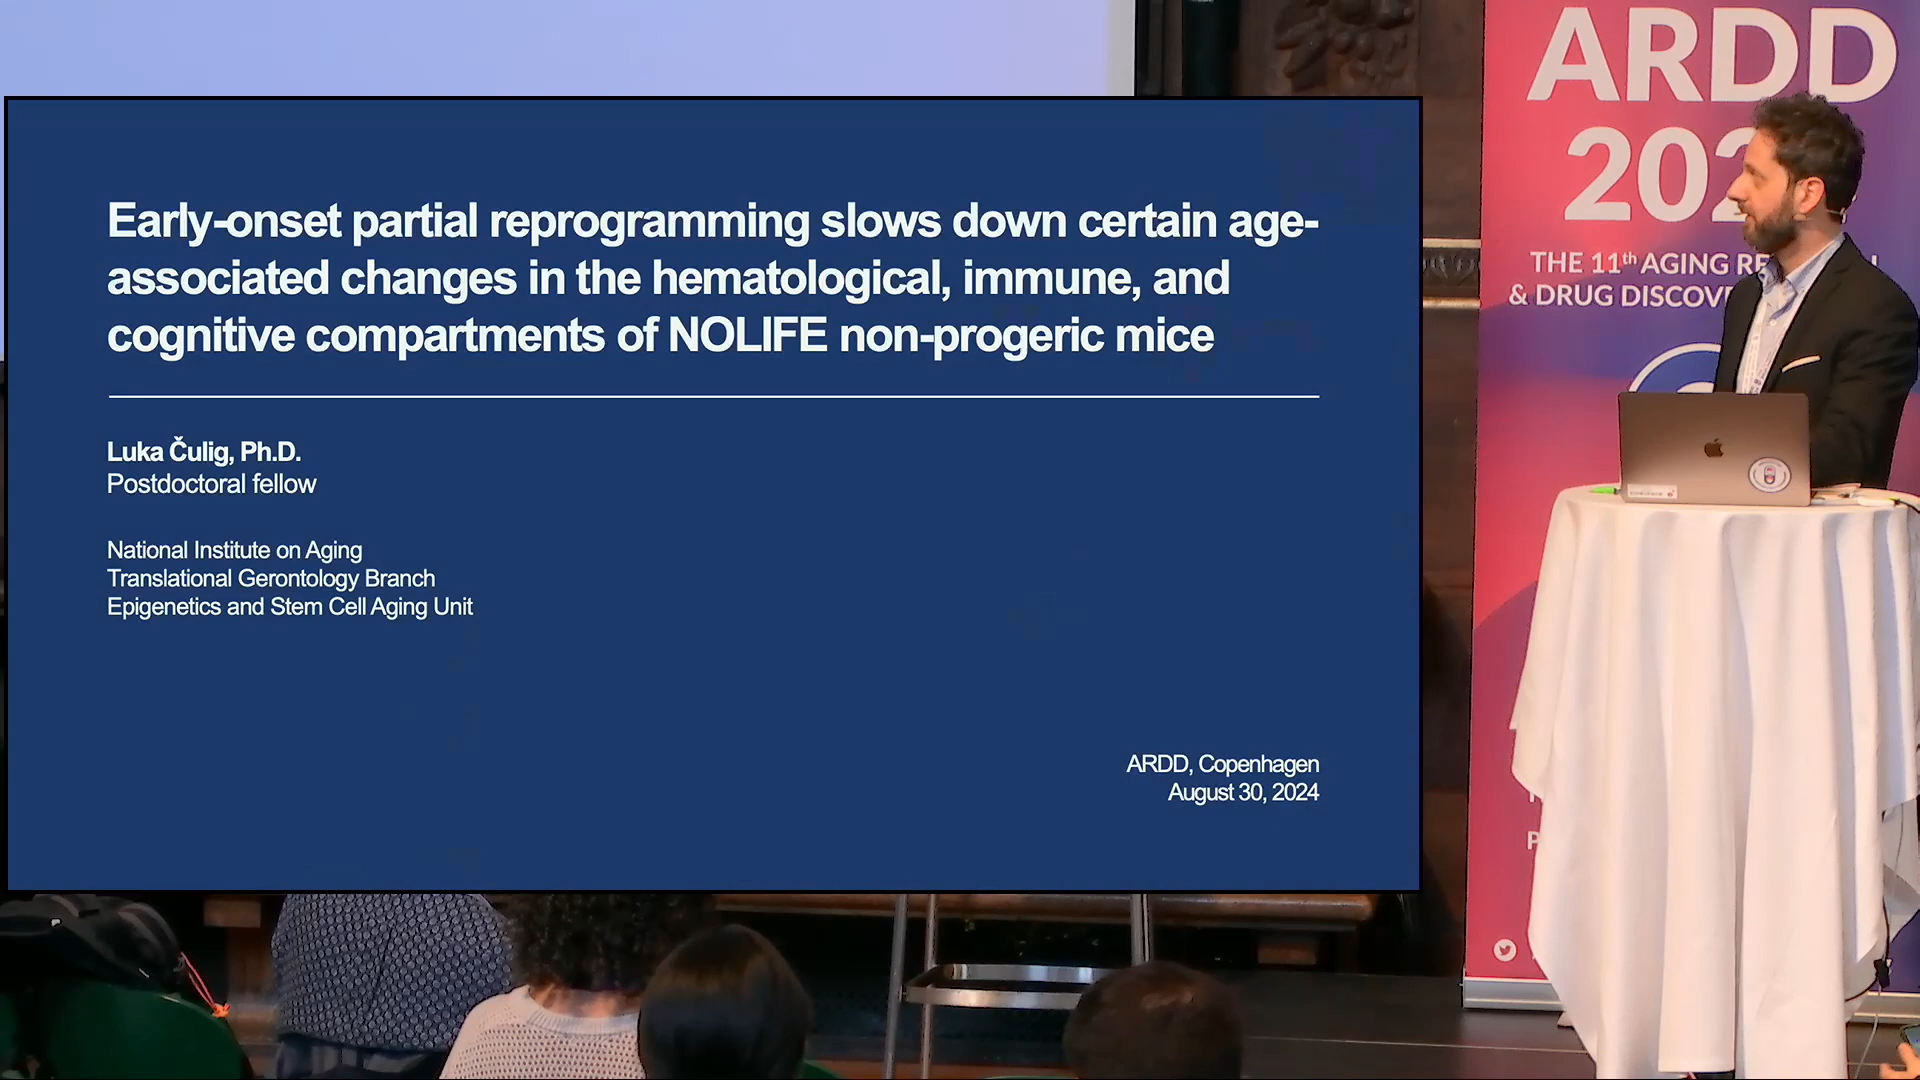 Early-onset partial reprogramming slows down certain age-
associated changes in the hematological, immune, and
cognitive compartments of NOLIFE non-progeric mice
Luka Čulig, Ph.D.
Postdoctoral fellow
National Institute on Aging
Translational Gerontology Branch
Epigenetics and Stem Cell Aging Unit
ARDD, Copenhagen
August 30, 2024
ARDD
202
THE 11th AGING
& DRUG